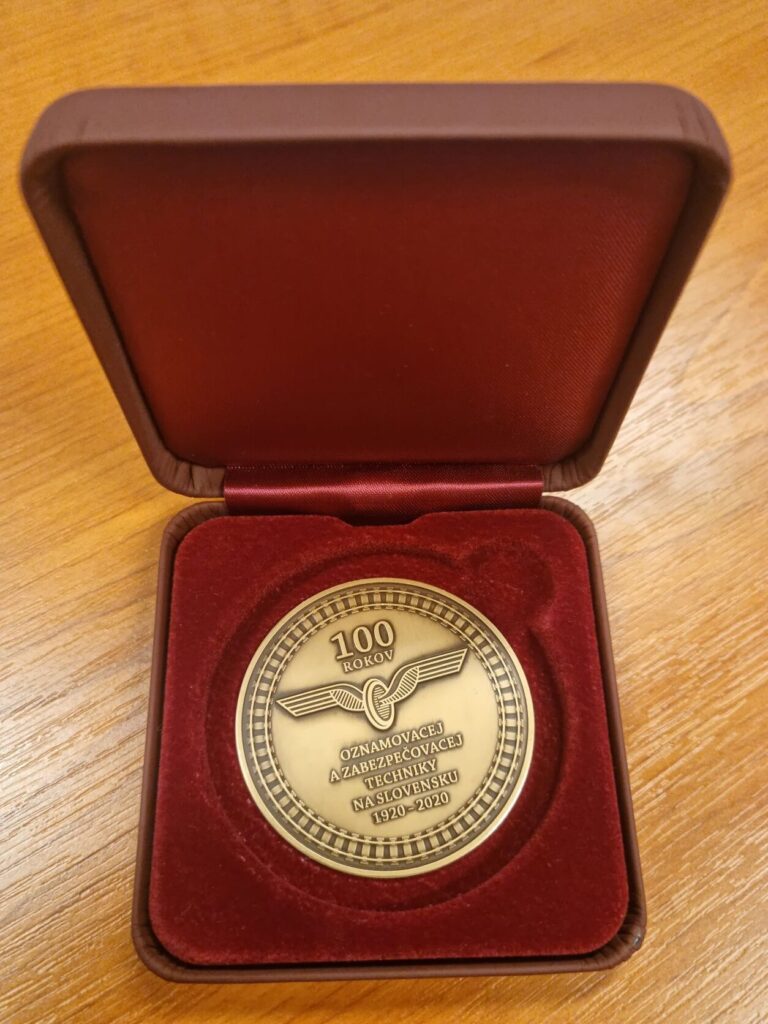 100
ROKOV
OZNAMOVACEJ
A ZABEZPEČOVACEJ
TECHNIKY
NA SLOVENSKU
1920 - 2020